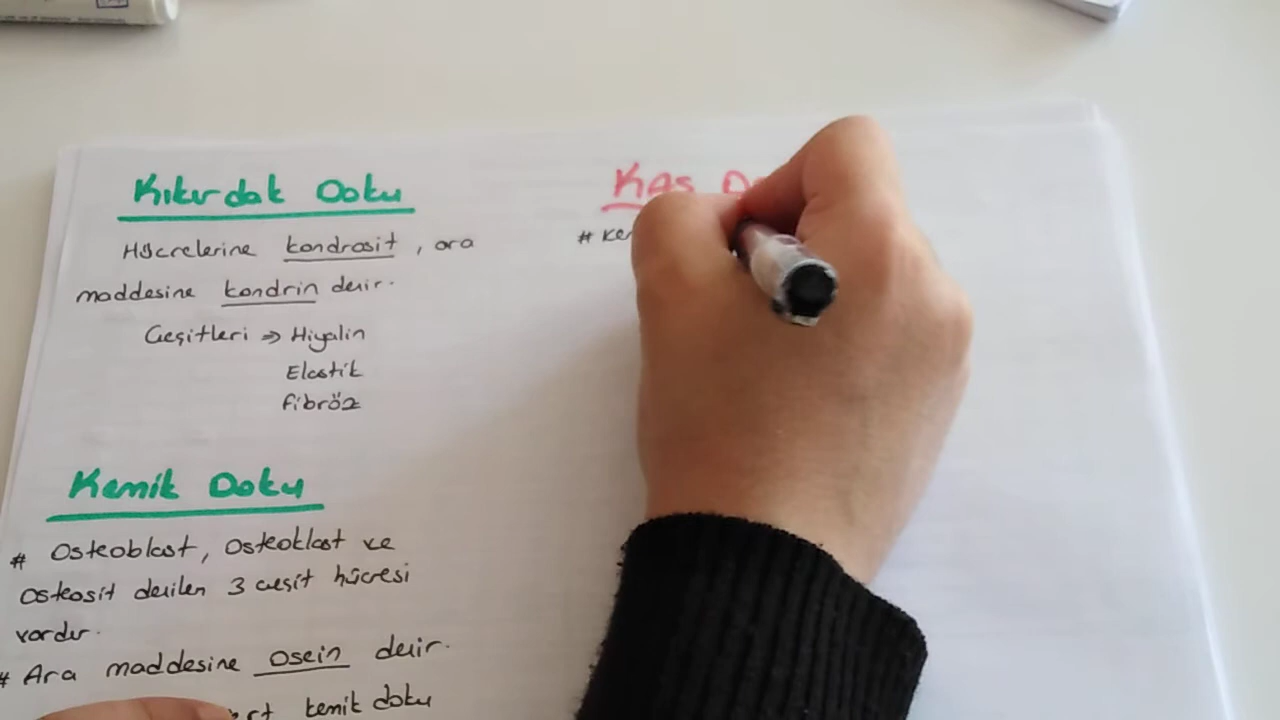 Kıkırdak Doku
Hücrelerine kondrosit, ara
maddesine kondrin denir.
Çeşitleri ⇒ Hiyalin
Elastik
fibröz
Kemik Doku
# Osteoblast, Osteoklast ve
osteosit denilen 3 çeşit hücresi
vardır.
# Ara maddesine osein denir.
kemik doku
Kas
#